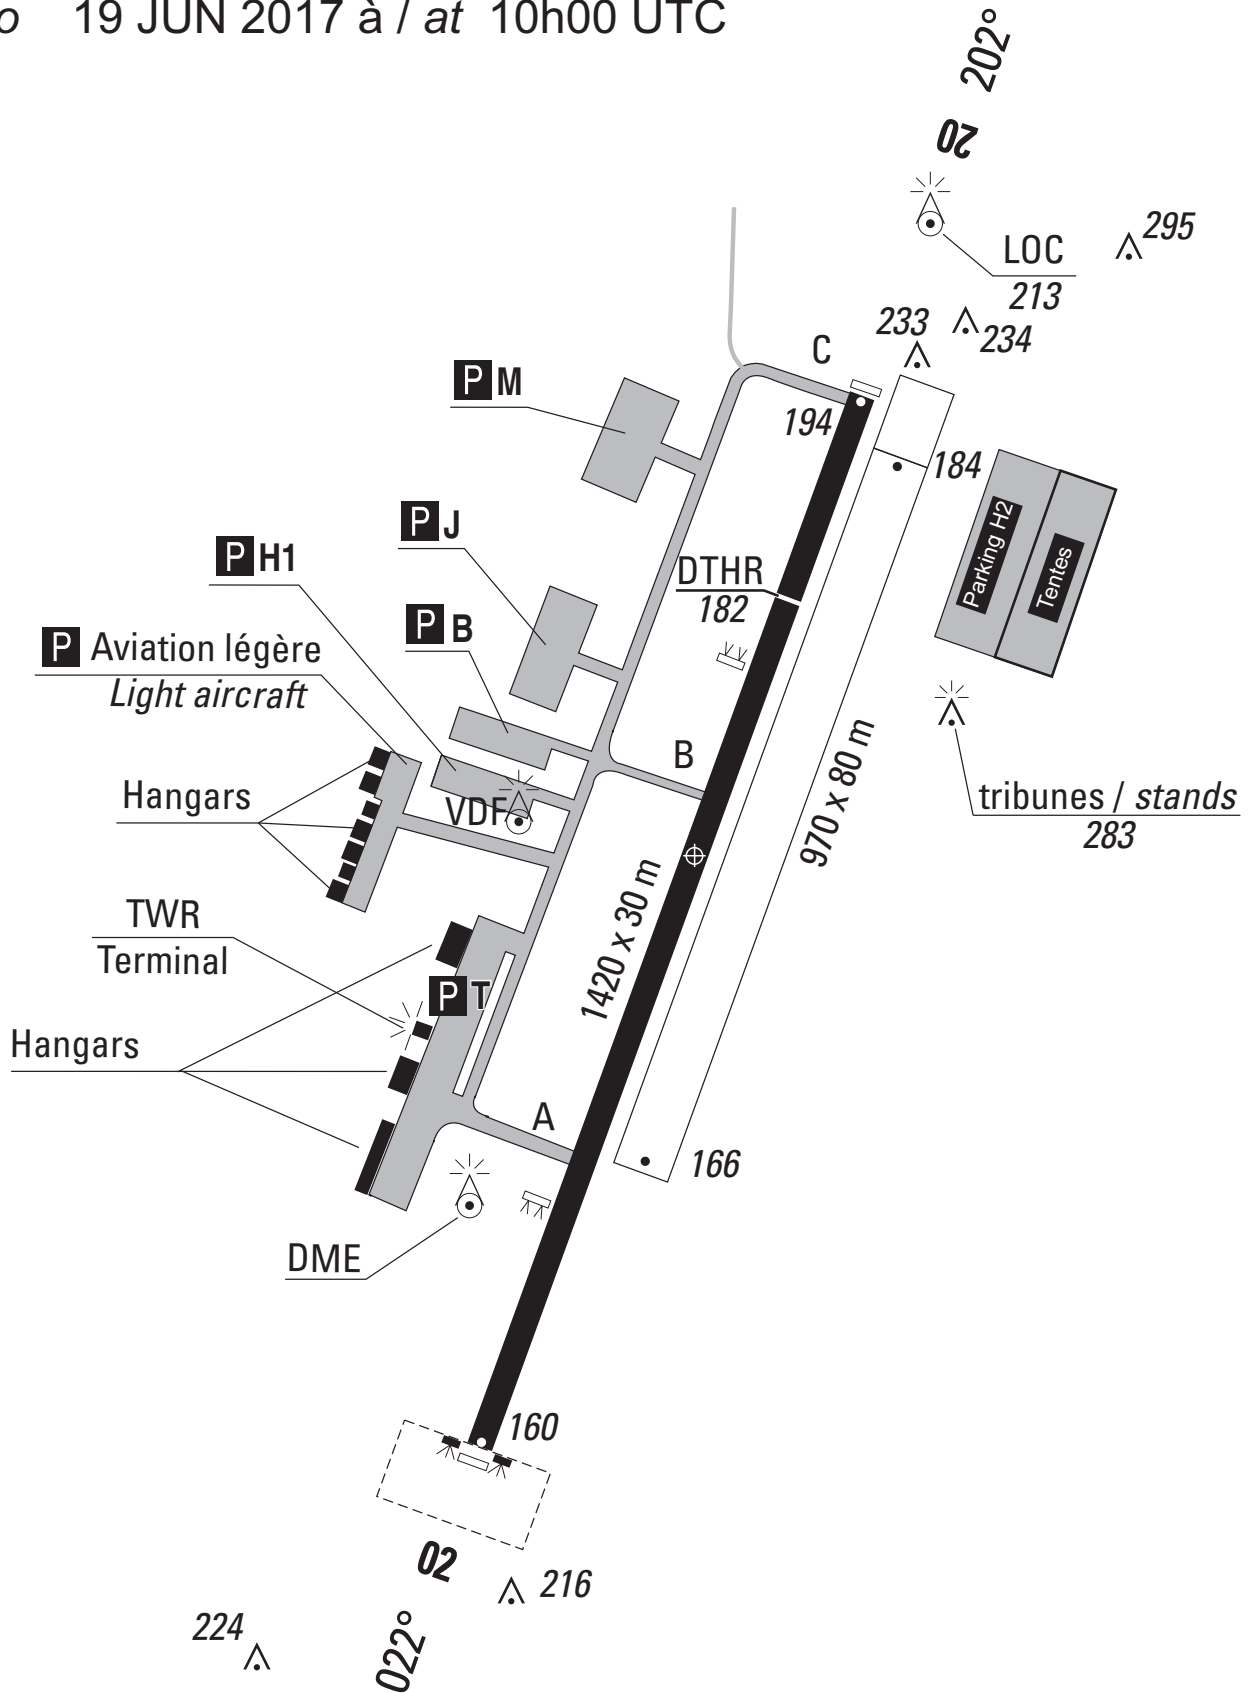 o 19 JUN 2017 à / at 10h00 UTC
202°
20
295
LOC
213
233
234
C
P M
194
184
P J
Parking H2
Tentes
P H1
DTHR
182
P B
P Aviation légère
Light aircraft
B
970 x 80 m
Hangars
VDF
tribunes / stands
283
1420 x 30 m
TWR
Terminal
P T
Hangars
A
166
DME
160
02
216
224
022°